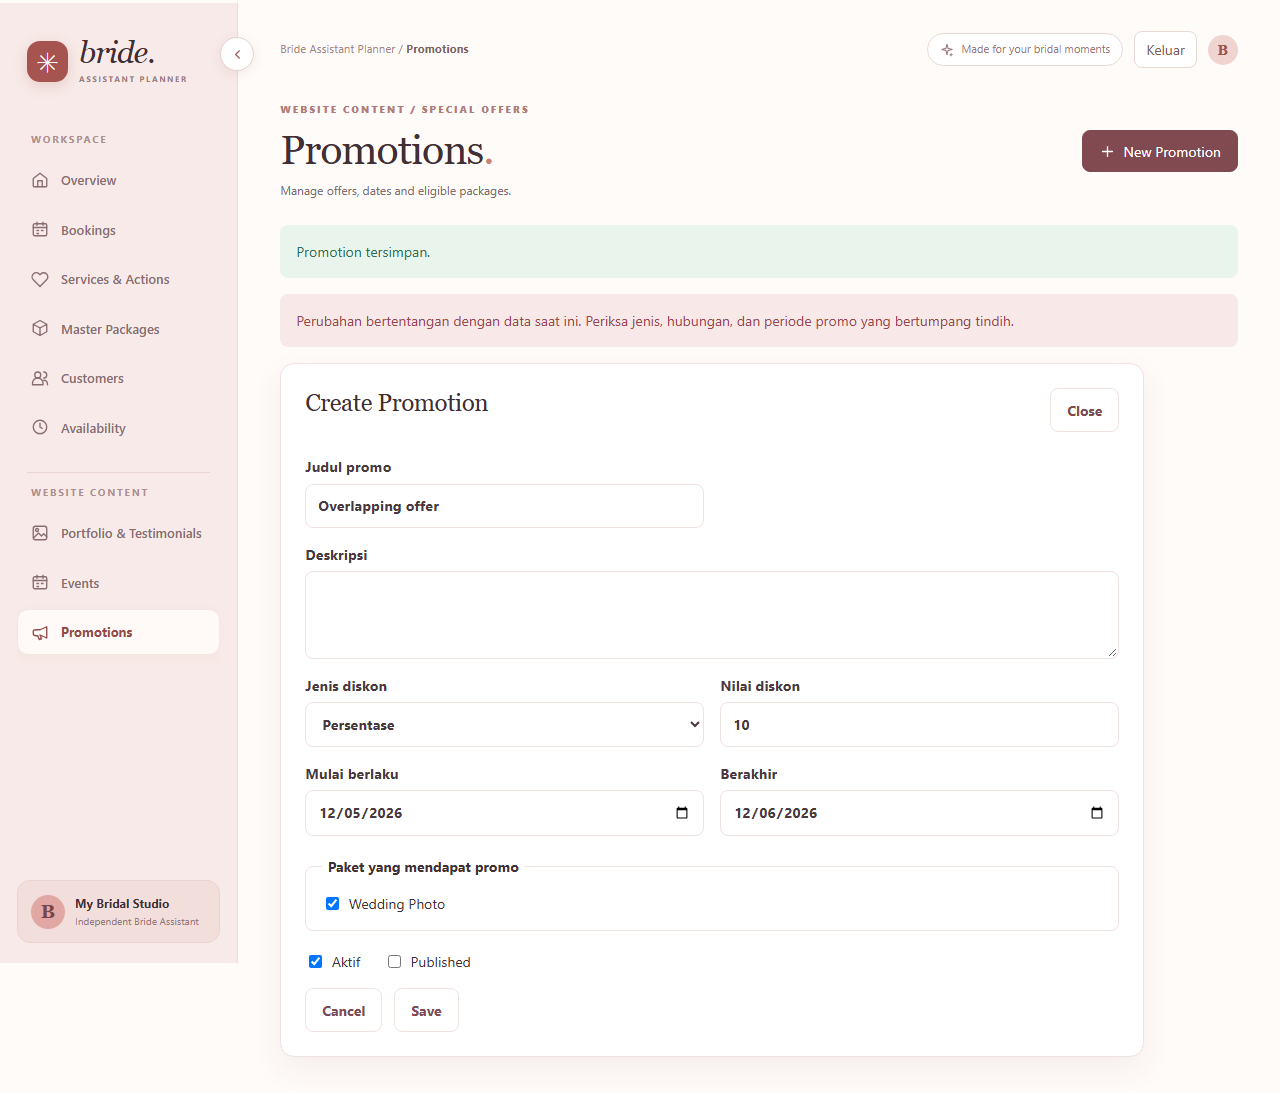 bride.
ASSISTANT PLANNER
WORKSPACE
Overview
Bookings
Services & Actions
Master Packages
Customers
Availability
WEBSITE CONTENT
Portfolio & Testimonials
Events
Promotions
B
My Bridal Studio
Independent Bride Assistant
Bride Assistant Planner / Promotions
Made for your bridal moments
Keluar
B
WEBSITE CONTENT / SPECIAL OFFERS
Promotions.
Manage offers, dates and eligible packages.
+ New Promotion
Promotion tersimpan.
Perubahan bertentangan dengan data saat ini. Periksa jenis, hubungan, dan periode promo yang bertumpang tindih.
Create Promotion
Close
Judul promo
Overlapping offer
Deskripsi
Jenis diskon
Nilai diskon
Persentase
10
Mulai berlaku
Berakhir
12/05/2026
12/06/2026
Paket yang mendapat promo
Wedding Photo
Aktif
Published
Cancel
Save